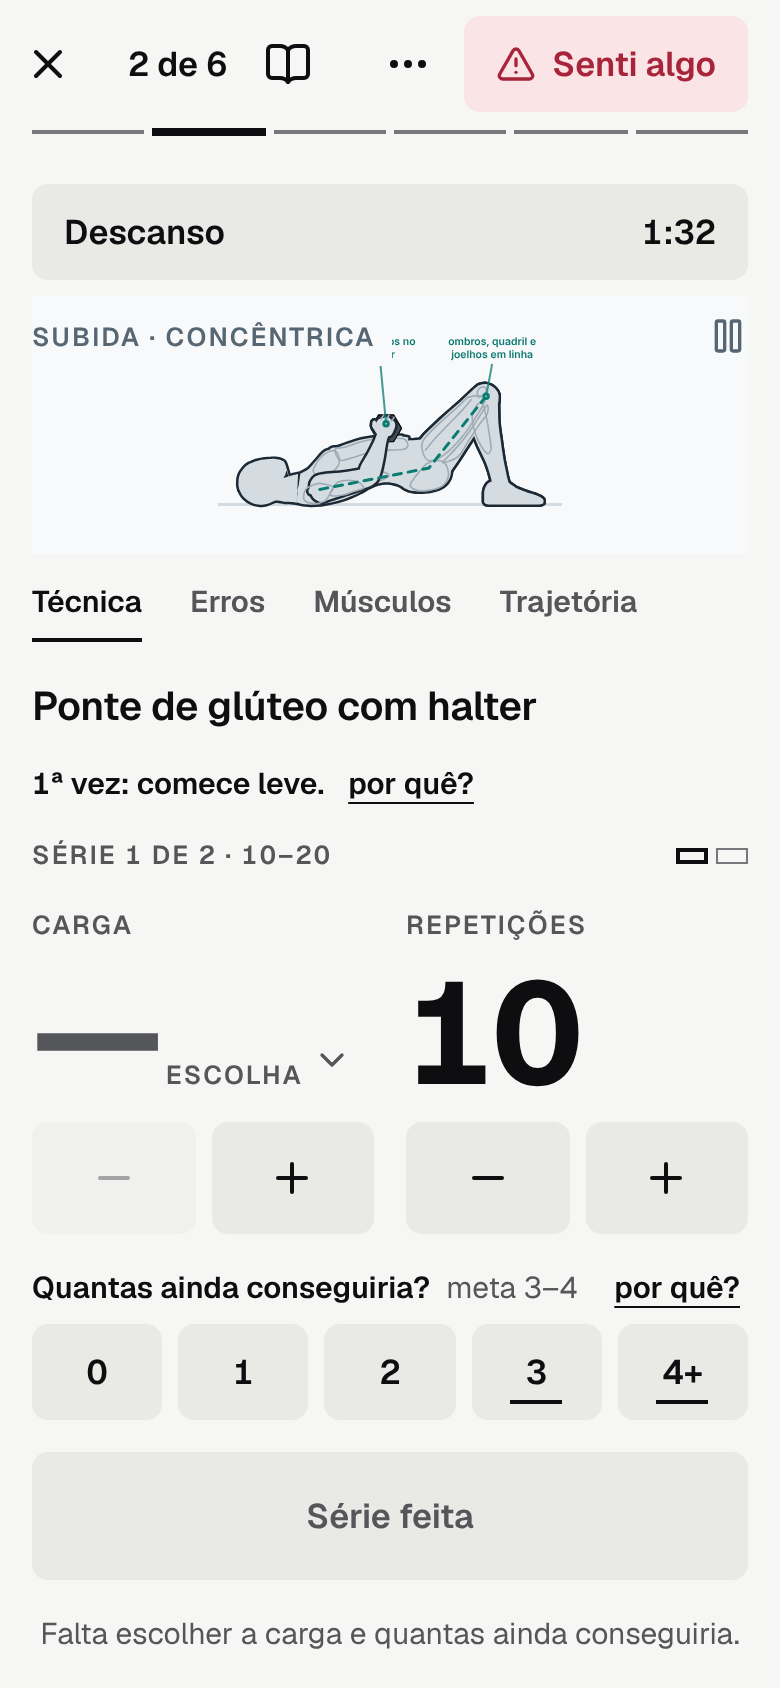 2 de 6
Senti algo
Descanso
1:32
SUBIDA · CONCÊNTRICA
no
ombros, quadril e
joelhos em linha
Técnica
Erros
Músculos
Trajetória
Ponte de glúteo com halter
1ª vez: comece leve. por quê?
SÉRIE 1 DE 2 · 10–20
CARGA
REPETIÇÕES
— ESCOLHA
10
Quantas ainda conseguiria? meta 3–4 por quê?
0
1
2
3
4+
Série feita
Falta escolher a carga e quantas ainda conseguiria.